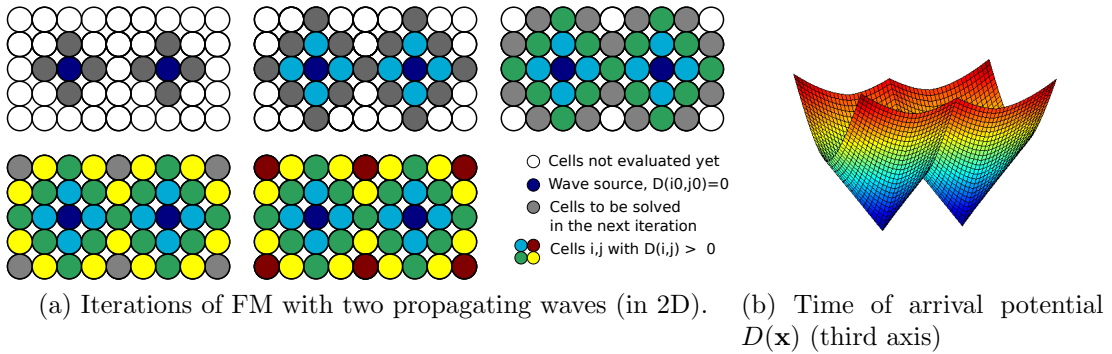 Cells not evaluated yet
Wave source, D(i0,j0)=0
Cells to be solved
in the next iteration
Cells i,j with D(i,j) > 0
(a) Iterations of FM with two propagating waves (in 2D).
(b) Time of arrival potential
D(x) (third axis)